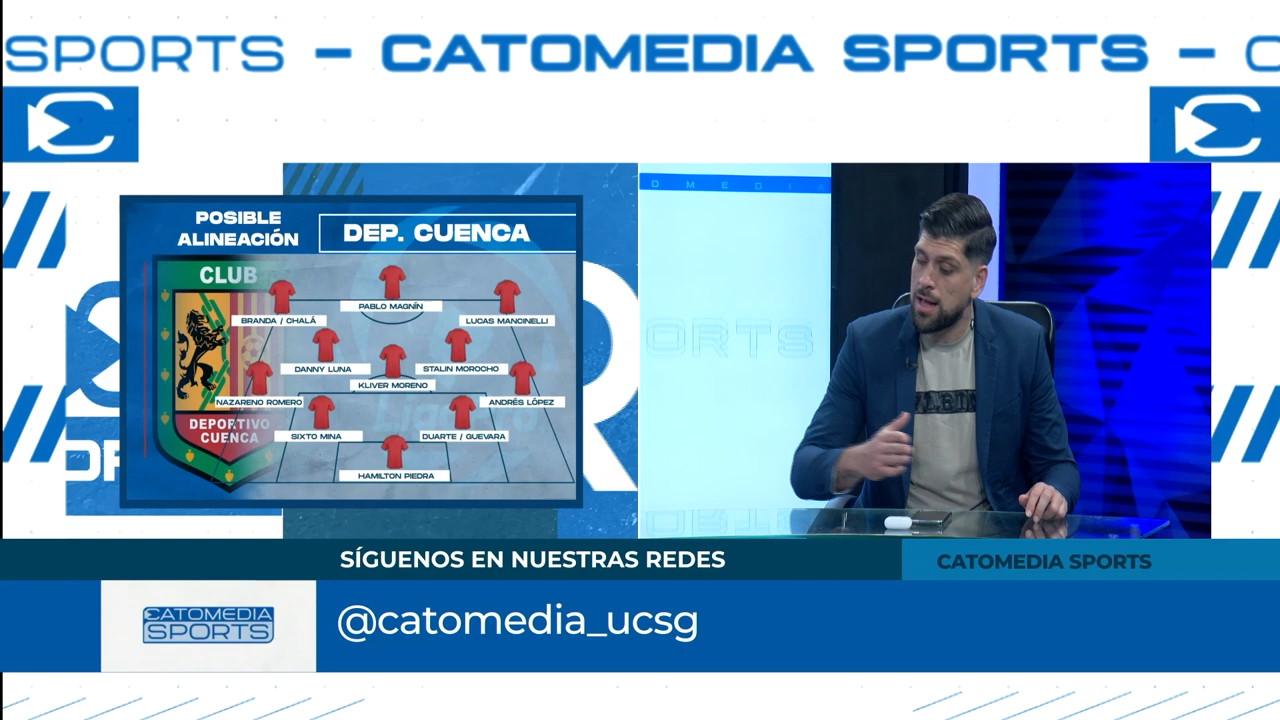 SPORTS – CATOMEDIA SPORTS –
POSIBLE
ALINEACIÓN
DEP. CUENCA
CLUB
DEPORTIVO
CUENCA
PABLO MAGNÍN
BRANDA / CHALÁ
LUCAS MANCINELLI
DANNY LUNA
STALIN MOROCHO
KLIVER MORENO
NAZARENO ROMERO
ANDRÉS LÓPEZ
SIXTO MINA
DUARTE / GUEVARA
HAMILTON PIEDRA
OMEDIA
ORTS
SÍGUENOS EN NUESTRAS REDES
CATOMEDIA SPORTS
CATOMEDIA
SPORTS
@catomedia_ucsg